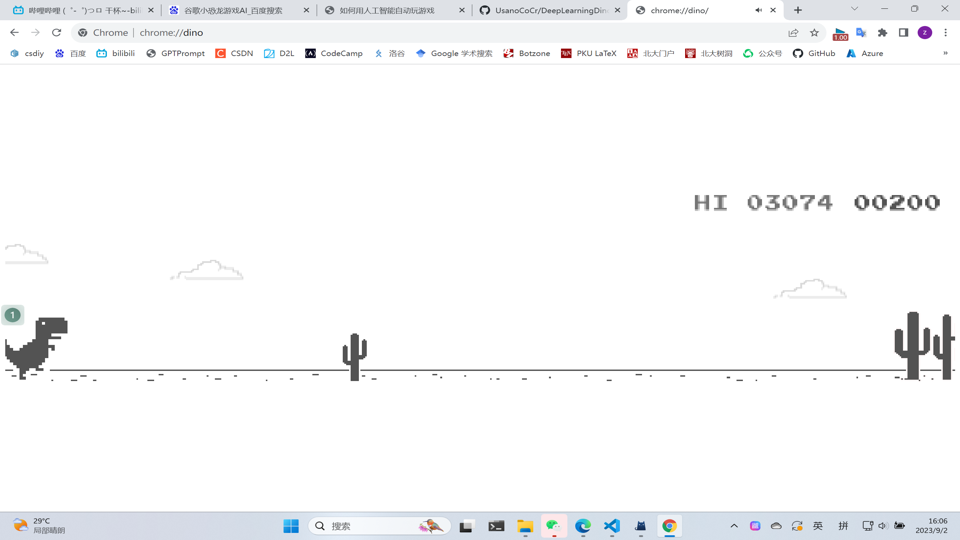 哔哩哔哩 (゜-゜)つロ 干杯~-bili
谷歌小恐龙游戏AI_百度搜索
如何用人工智能自动玩游戏
UsanoCoCr/DeepLearningDin
chrome://dino/
Chrome | chrome://dino
1.00
z
csdiy
百度
bilibili
GPTPrompt
CSDN
D2L
CodeCamp
洛谷
Google 学术搜索
Botzone
PKU LaTeX
北大门户
北大树洞
公众号
GitHub
Azure
»
HI 03074 00200
1
29°C
局部晴朗
搜索
英
拼
16:06
2023/9/2